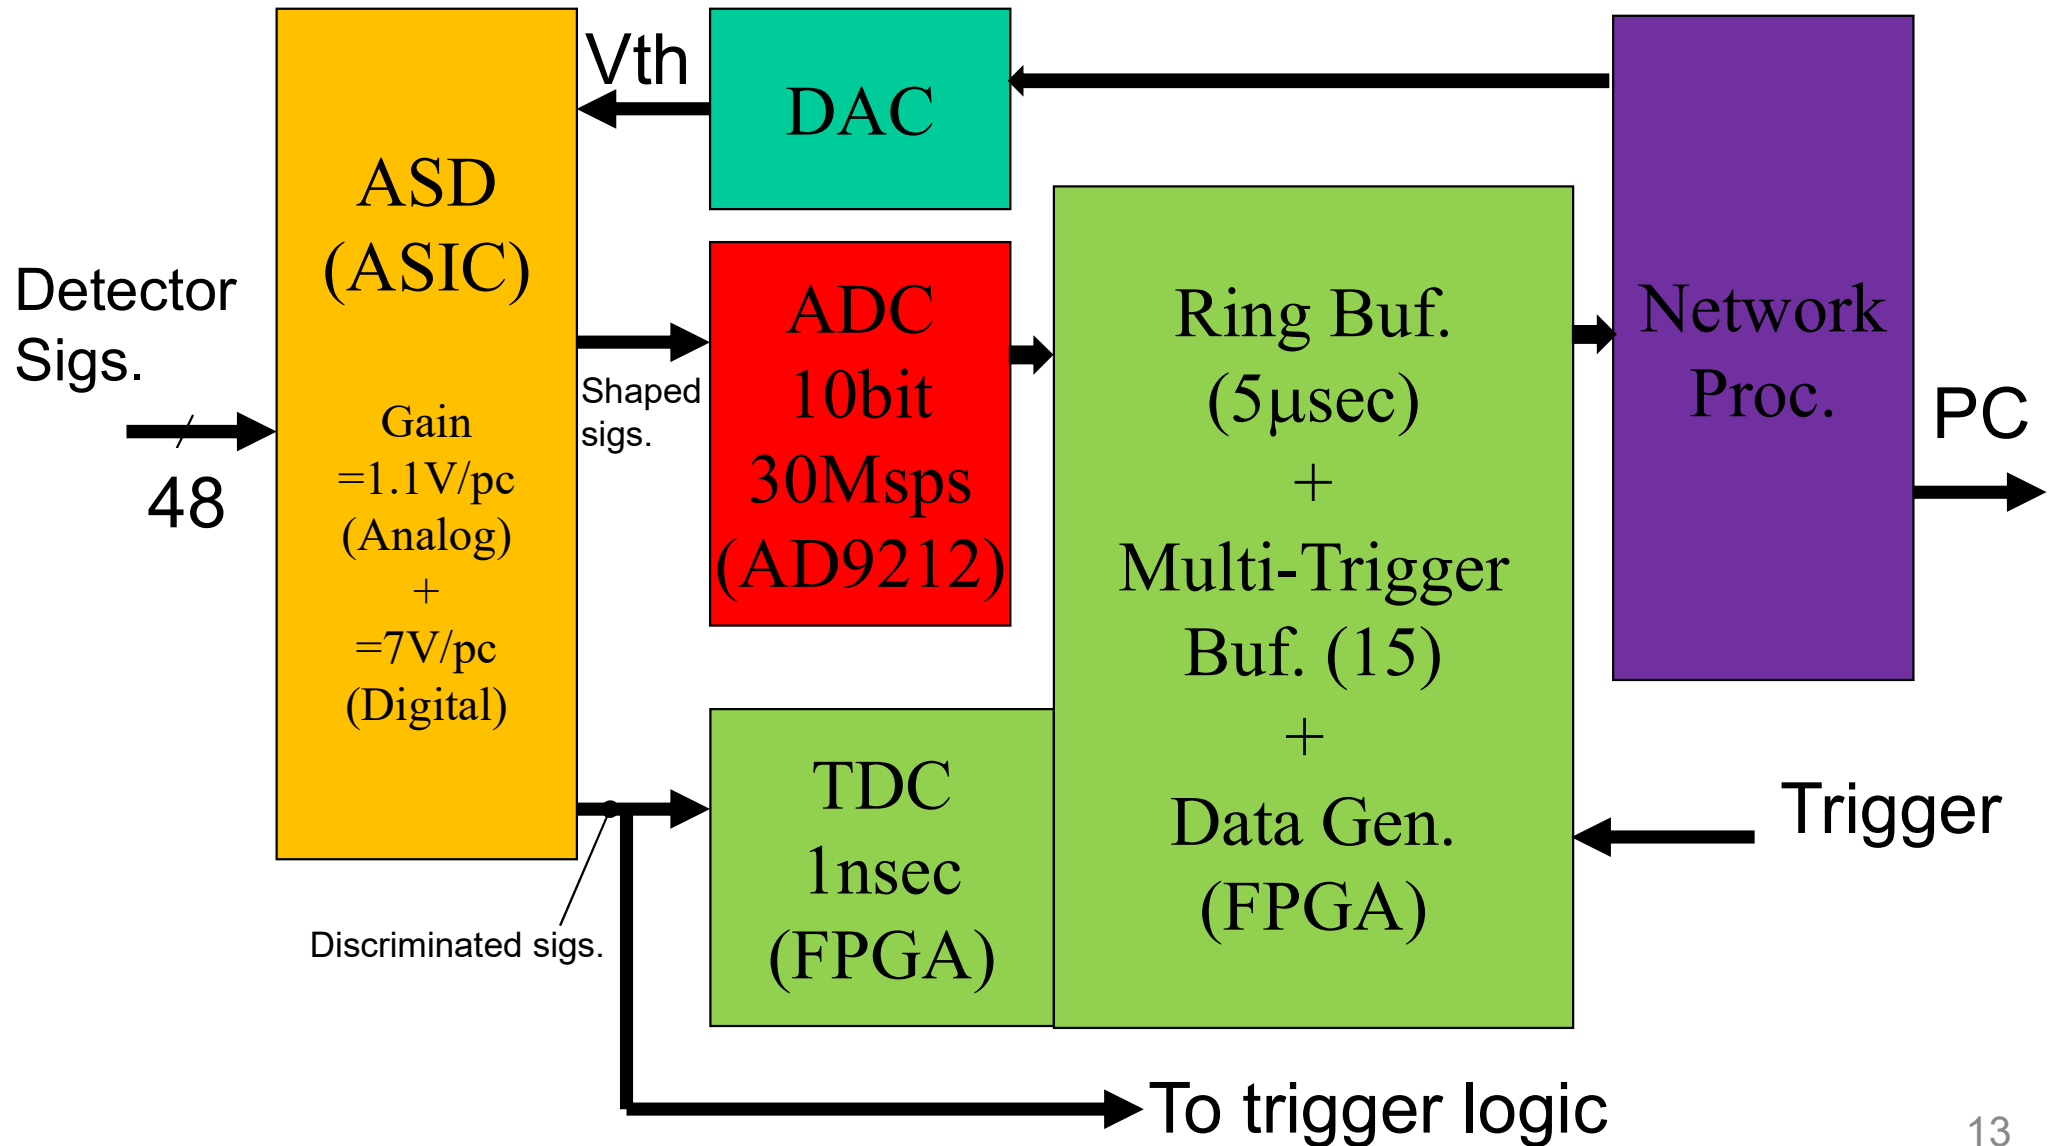 Detector
Sigs.
48
ASD
(ASIC)
Gain
=1.1V/pc
(Analog)
+
=7V/pc
(Digital)
Vth
DAC
Shaped
sigs.
ADC
10bit
30Msps
(AD9212)
Discriminated sigs.
TDC
1nsec
(FPGA)
Ring Buf.
(5μsec)
+
Multi-Trigger
Buf. (15)
+
Data Gen.
(FPGA)
Network
Proc.
PC
Trigger
To trigger logic
13